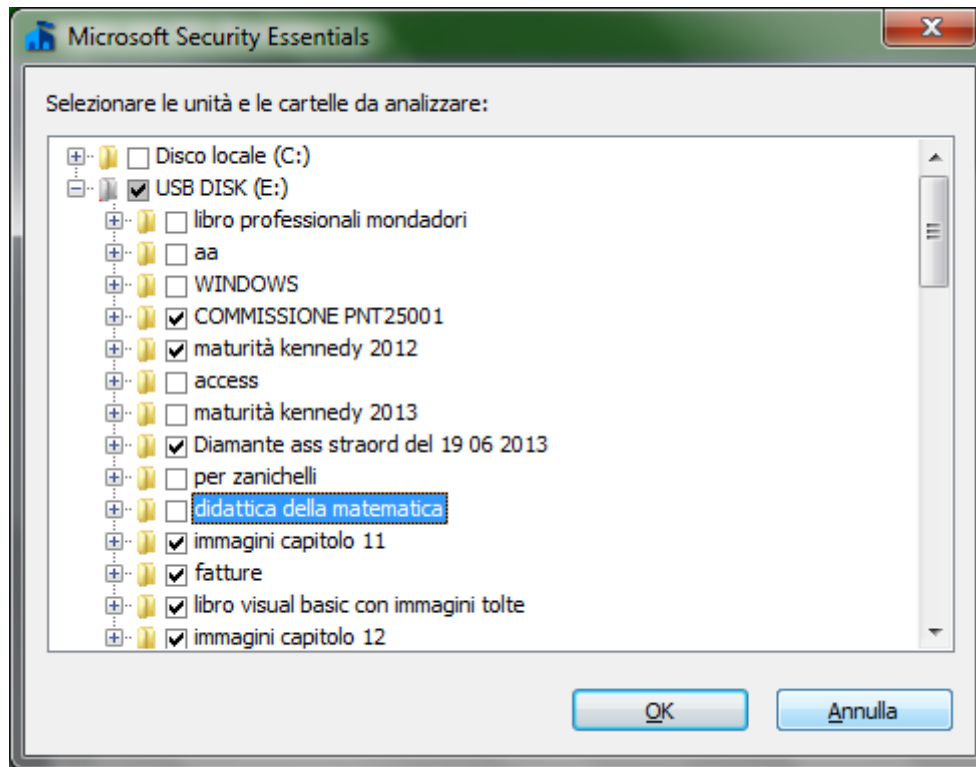 Microsoft Security Essentials
Selezionare le unità e le cartelle da analizzare:
Disco locale (C:)
USB DISK (E:)
libro professionali mondadori
aa
WINDOWS
COMMISSIONE PNT25001
maturità kennedy 2012
access
maturità kennedy 2013
Diamante ass straord del 19 06 2013
per zanichelli
didattica della matematica
immagini capitolo 11
fatture
libro visual basic con immagini tolte
immagini capitolo 12
OK
Annulla